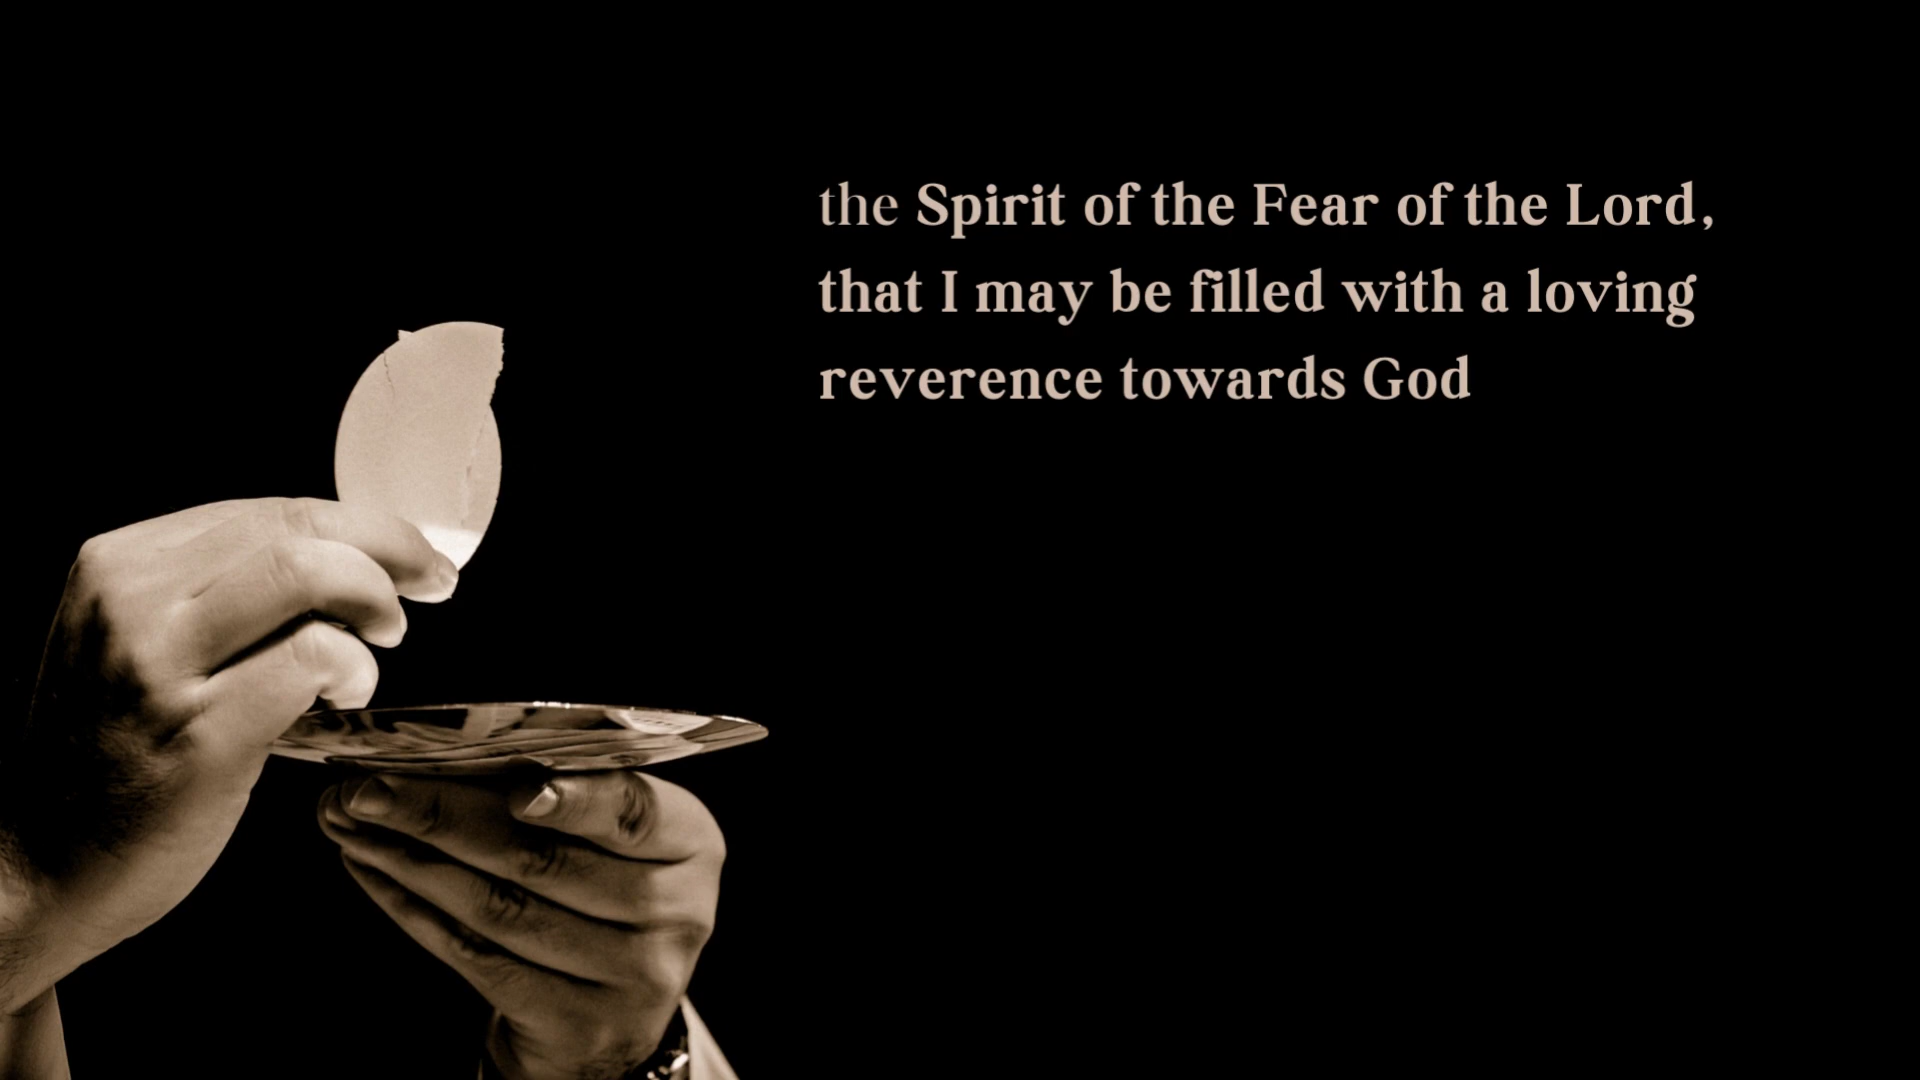 the Spirit of the Fear of the Lord,
that I may be filled with a loving
reverence towards God